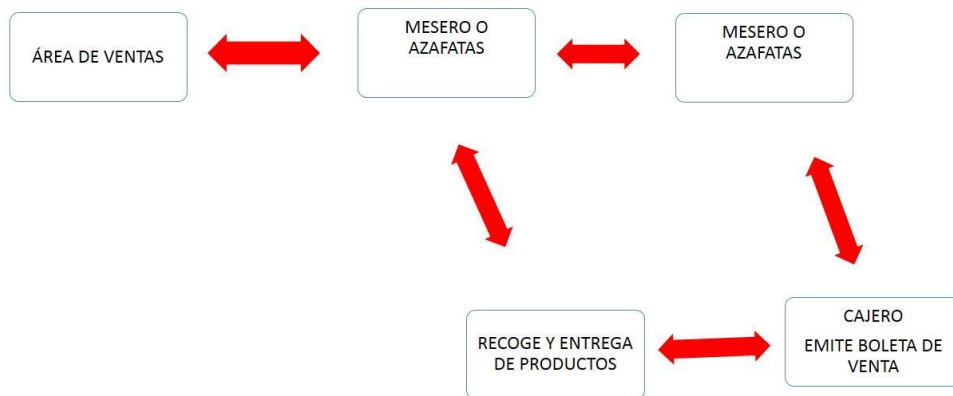 ÁREA DE VENTAS
MESERO O
AZAFATAS
MESERO O
AZAFATAS
RECOGE Y ENTREGA
DE PRODUCTOS
CAJERO
EMITE BOLETA DE
VENTA